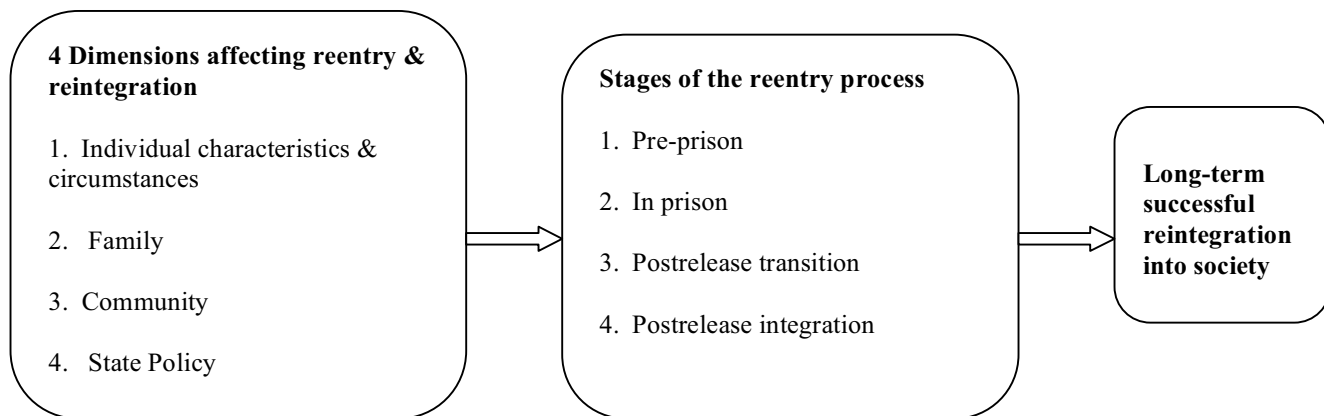 4 Dimensions affecting reentry &
reintegration
1. Individual characteristics &
circumstances
2. Family
3. Community
4. State Policy
Stages of the reentry process
1. Pre-prison
2. In prison
3. Postrelease transition
4. Postrelease integration
Long-term
successful
reintegration
into society